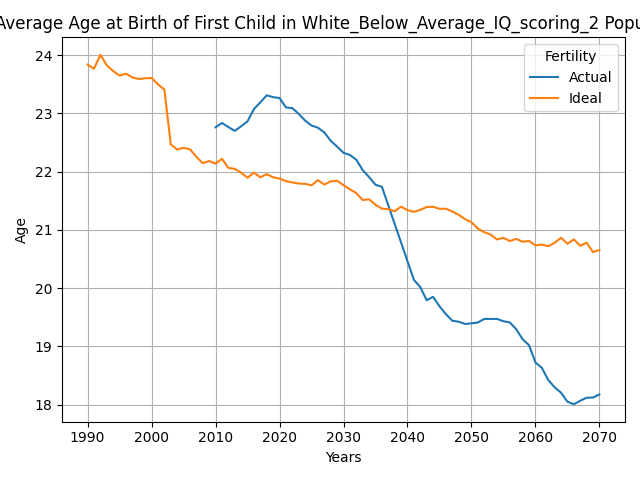 Average Age at Birth of First Child in White_Below_Average_IQ_scoring_2 Popu
Fertility
Actual
Ideal
24
23
22
21
20
19
18
Age
1990 2000 2010 2020 2030 2040 2050 2060 2070
Years